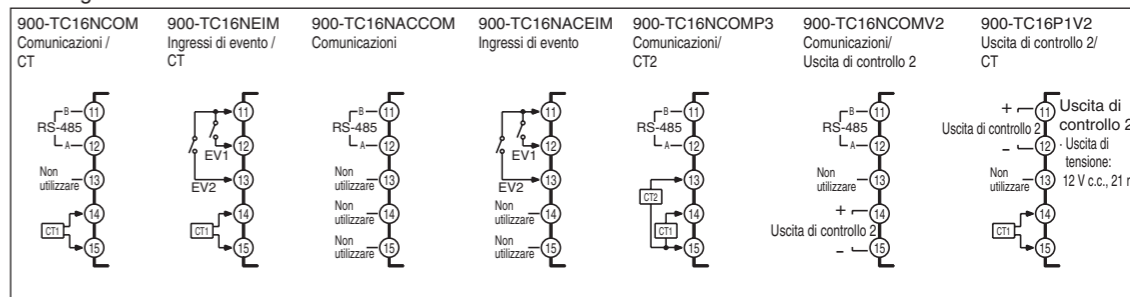 900-TC16NCOM
Comunicazioni /
CT
B
RS-485
A
Non
utilizzare
CT1
11
12
13
14
15
900-TC16NEIM
Ingressi di evento /
CT
EV1
EV2
CT1
11
12
13
14
15
900-TC16NACCOM
Comunicazioni
B
RS-485
A
Non
utilizzare
Non
utilizzare
Non
utilizzare
11
12
13
14
15
900-TC16NACEIM
Ingressi di evento
EV1
EV2
Non
utilizzare
Non
utilizzare
11
12
13
14
15
900-TC16NCOMP3
Comunicazioni/
CT2
B
RS-485
A
CT2
CT1
11
12
13
14
15
900-TC16NCOMV2
Comunicazioni/
Uscita di controllo 2
B
RS-485
A
Non
utilizzare
+
Uscita di controllo 2
−
11
12
13
14
15
900-TC16P1V2
Uscita di controllo 2/
CT
+
Uscita di controllo 2
−
Non
utilizzare
CT1
11
12
13
14
15
Uscita di
controllo 2
· Uscita di
tensione:
12 V c.c., 21